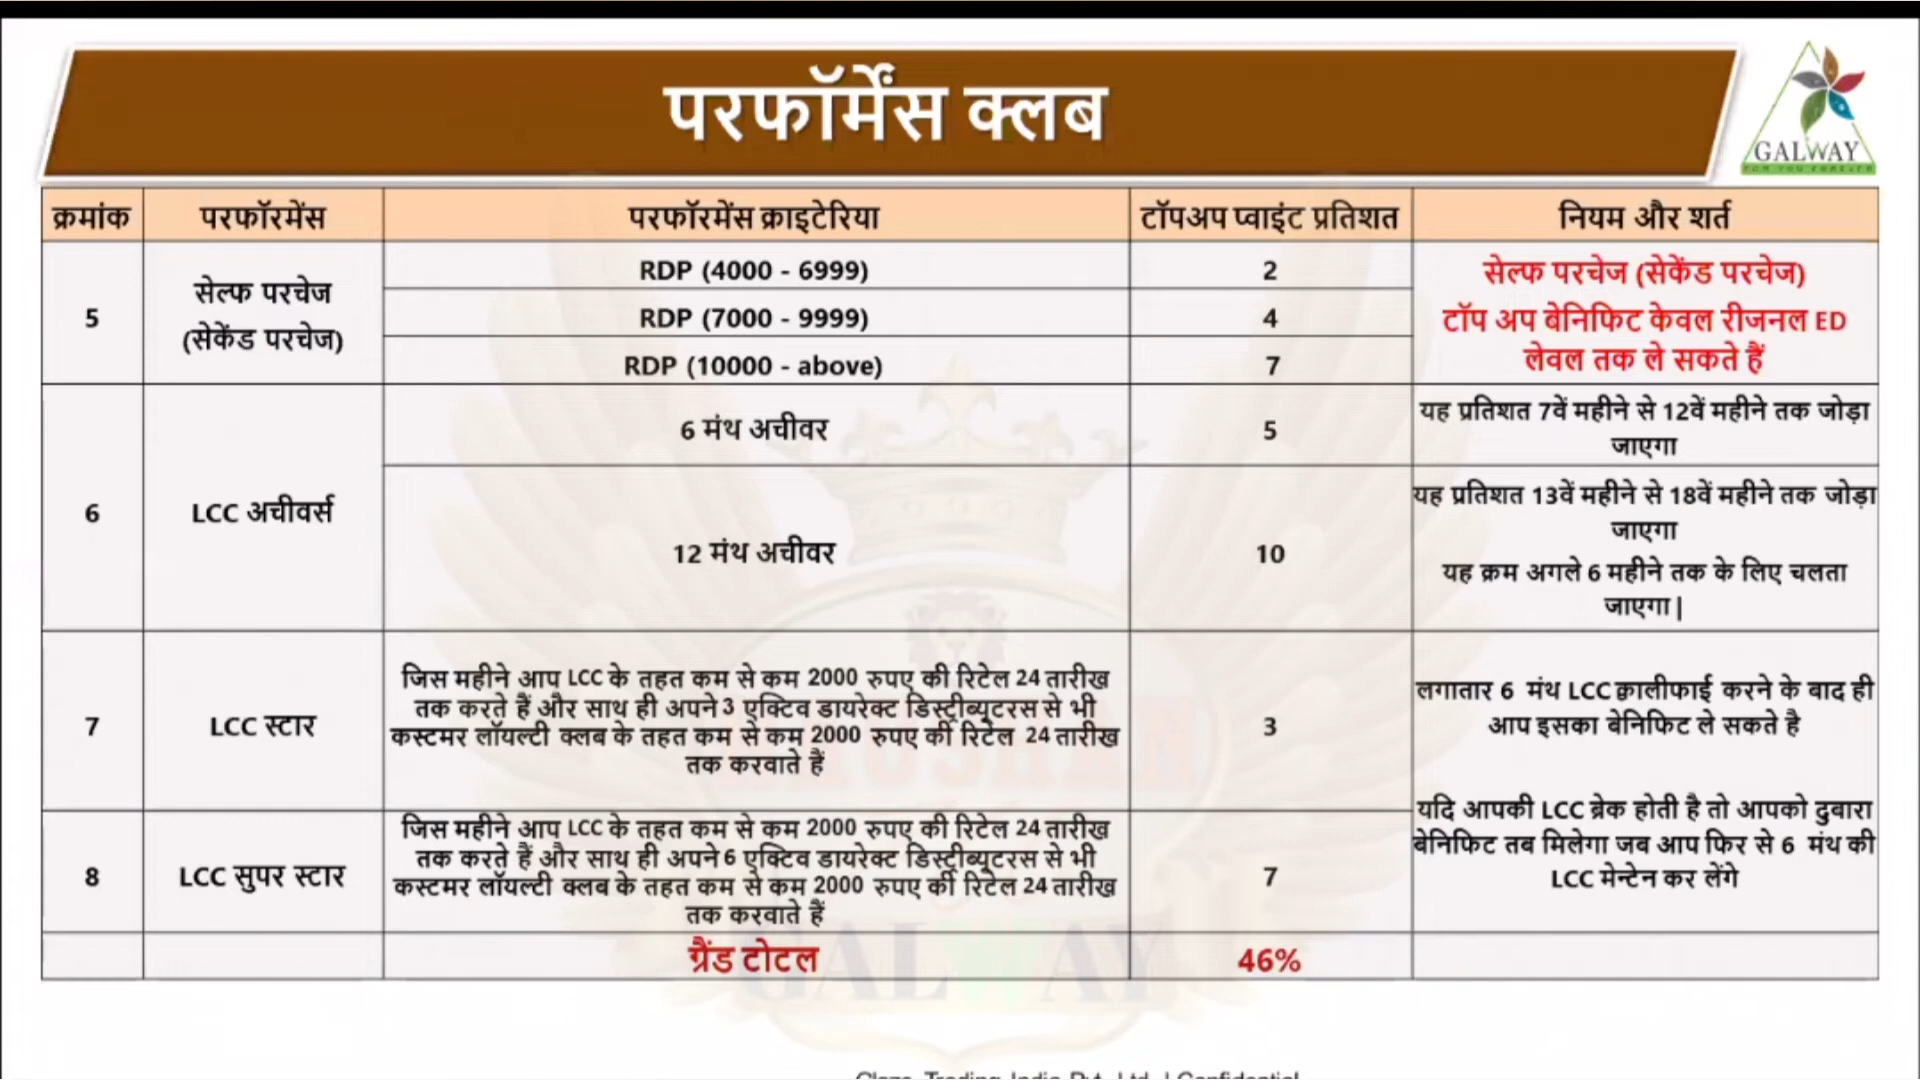 परफॉर्मेंस क्लब
GALWAY
क्रमांक परफॉरमेंस परफॉरमेंस क्राइटेरिया टॉपअप प्वाइंट प्रतिशत नियम और शर्त
5
सेल्फ परचेज
(सेकेंड परचेज)
RDP (4000 - 6999) 2
RDP (7000 - 9999) 4
RDP (10000 - above) 7
सेल्फ परचेज (सेकेंड परचेज)
टॉप अप बेनिफिट केवल रीजनल ED
लेवल तक ले सकते हैं
6
LCC अचीवर्स
6 मंथ अचीवर 5
यह प्रतिशत 7वें महीने से 12वें महीने तक जोड़ा
जाएगा
12 मंथ अचीवर 10
यह प्रतिशत 13वें महीने से 18वें महीने तक जोड़ा
जाएगा
यह क्रम अगले 6 महीने तक के लिए चलता
जाएगा |
7
LCC स्टार
जिस महीने आप LCC के तहत कम से कम 2000 रुपए की रिटेल 24 तारीख
तक करते हैं और साथ ही अपने 3 एक्टिव डायरेक्ट डिस्ट्रीब्यूटरस से भी
कस्टमर लॉयल्टी क्लब के तहत कम से कम 2000 रुपए की रिटेल 24 तारीख
तक करवाते हैं
3
लगातार 6 मंथ LCC क़ालीफाई करने के बाद ही
आप इसका बेनिफिट ले सकते है
8
LCC सुपर स्टार
जिस महीने आप LCC के तहत कम से कम 2000 रुपए की रिटेल 24 तारीख
तक करते हैं और साथ ही अपने 6 एक्टिव डायरेक्ट डिस्ट्रीब्यूटरस से भी
कस्टमर लॉयल्टी क्लब के तहत कम से कम 2000 रुपए की रिटेल 24 तारीख
तक करवाते हैं
7
यदि आपकी LCC ब्रेक होती है तो आपको दुबारा
बेनिफिट तब मिलेगा जब आप फिर से 6 मंथ की
LCC मेन्टेन कर लेंगे
ग्रैंड टोटल 46%
GALWAY